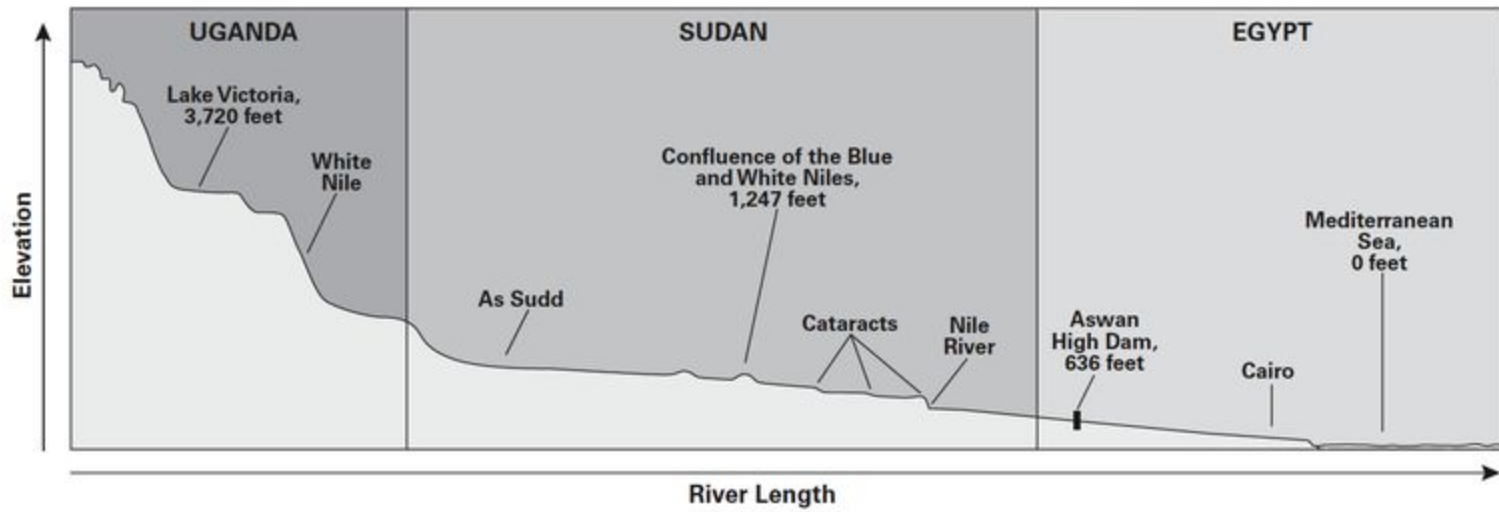 UGANDA
SUDAN
EGYPT
Lake Victoria,
3,720 feet
White
Nile
Confluence of the Blue
and White Niles,
1,247 feet
Mediterranean
Sea,
0 feet
As Sudd
Cataracts
Nile
River
Aswan
High Dam,
636 feet
Cairo
Elevation
River Length